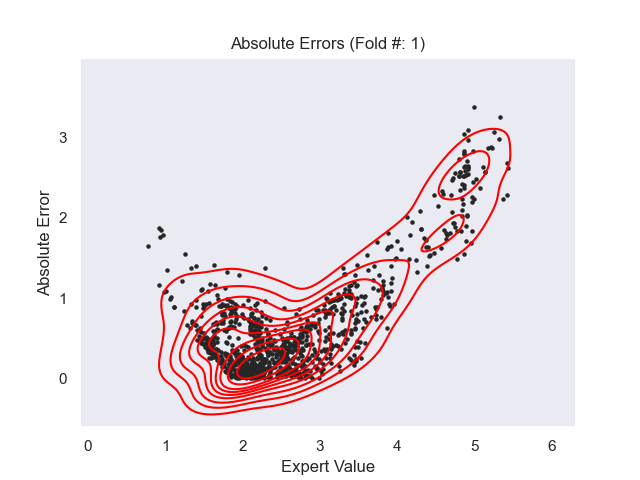 Absolute Errors (Fold #: 1)
Absolute Error
3
2
1
0
0 1 2 3 4 5 6
Expert Value